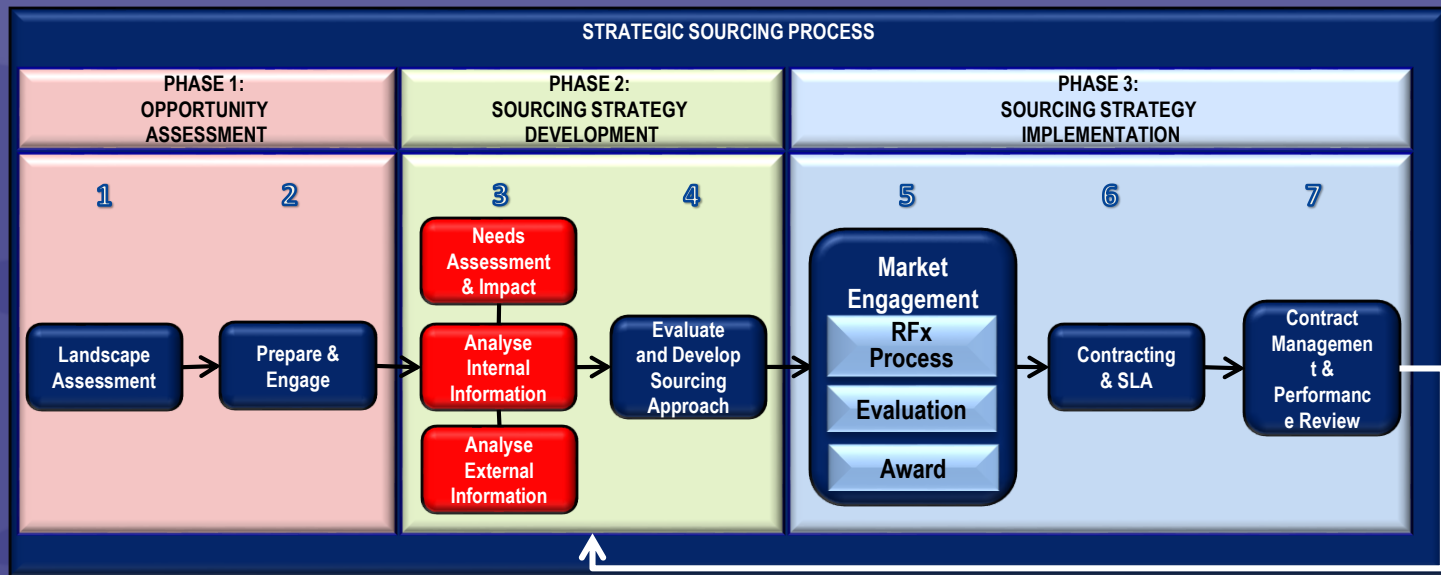 STRATEGIC SOURCING PROCESS
PHASE 1:
OPPORTUNITY
ASSESSMENT
PHASE 2:
SOURCING STRATEGY
DEVELOPMENT
PHASE 3:
SOURCING STRATEGY
IMPLEMENTATION
1
2
3
4
5
6
7
Landscape
Assessment
Prepare &
Engage
Needs
Assessment
& Impact
Analyse
Internal
Information
Analyse
External
Information
Evaluate
and Develop
Sourcing
Approach
Market
Engagement
RFx
Process
Evaluation
Award
Contracting
& SLA
Contract
Managemen
t &
Performanc
e Review